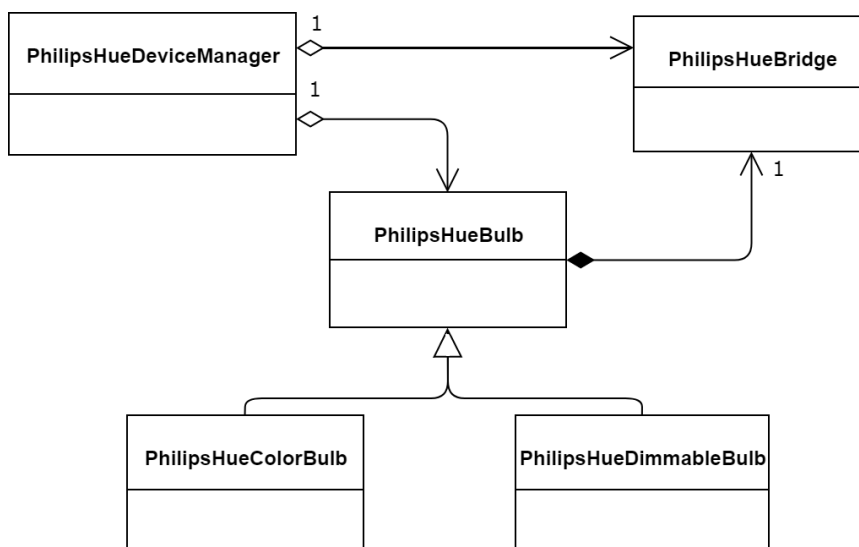 1
PhilipsHueDeviceManager
PhilipsHueBridge
1
1
PhilipsHueBulb
PhilipsHueColorBulb
PhilipsHueDimmableBulb